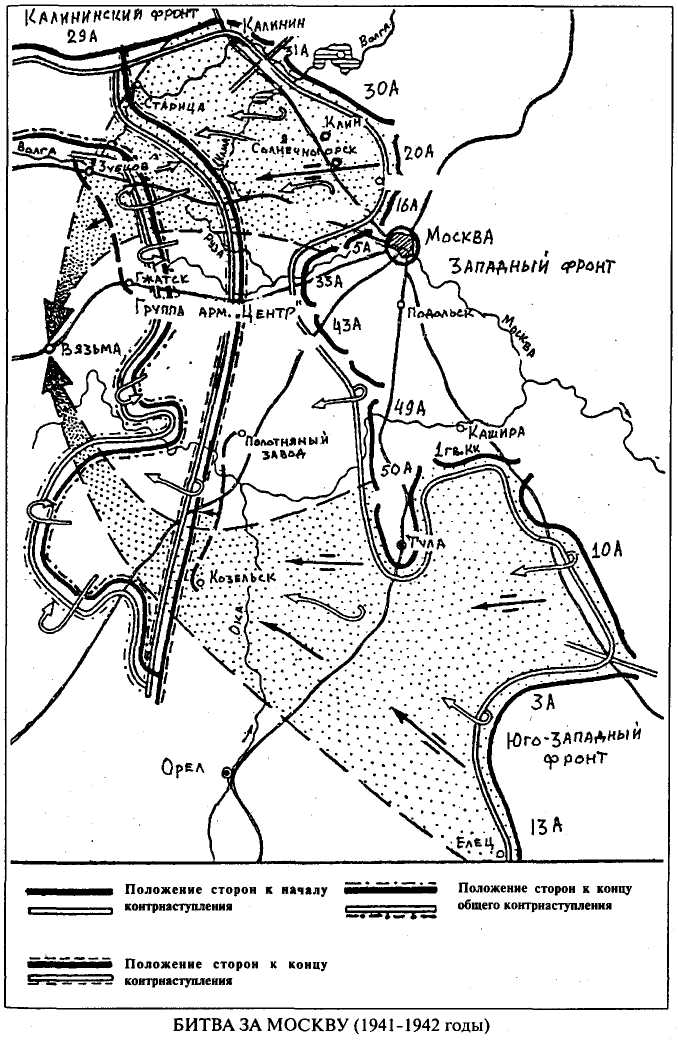 Калининский фронт
29А
Калинин
31А
Волга
30А
Старица
Клин
Солнечногорск
20А
Волга
Зубцов
16А
Руза
5А
Москва
Западный фронт
33А
Гжатск
Группа арм. „Центр"
43А
Подольск
Москва
Вязьма
49А
Кашира
1 гв.кк
Полотняный
завод
50А
Тула
10А
Козельск
Ока
3А
Юго-Западный
фронт
Орел
13А
Елец
Положение сторон к началу
контрнаступления
Положение сторон к концу
общего контрнаступления
Положение сторон к концу
контрнаступления
БИТВА ЗА МОСКВУ (1941-1942 годы)